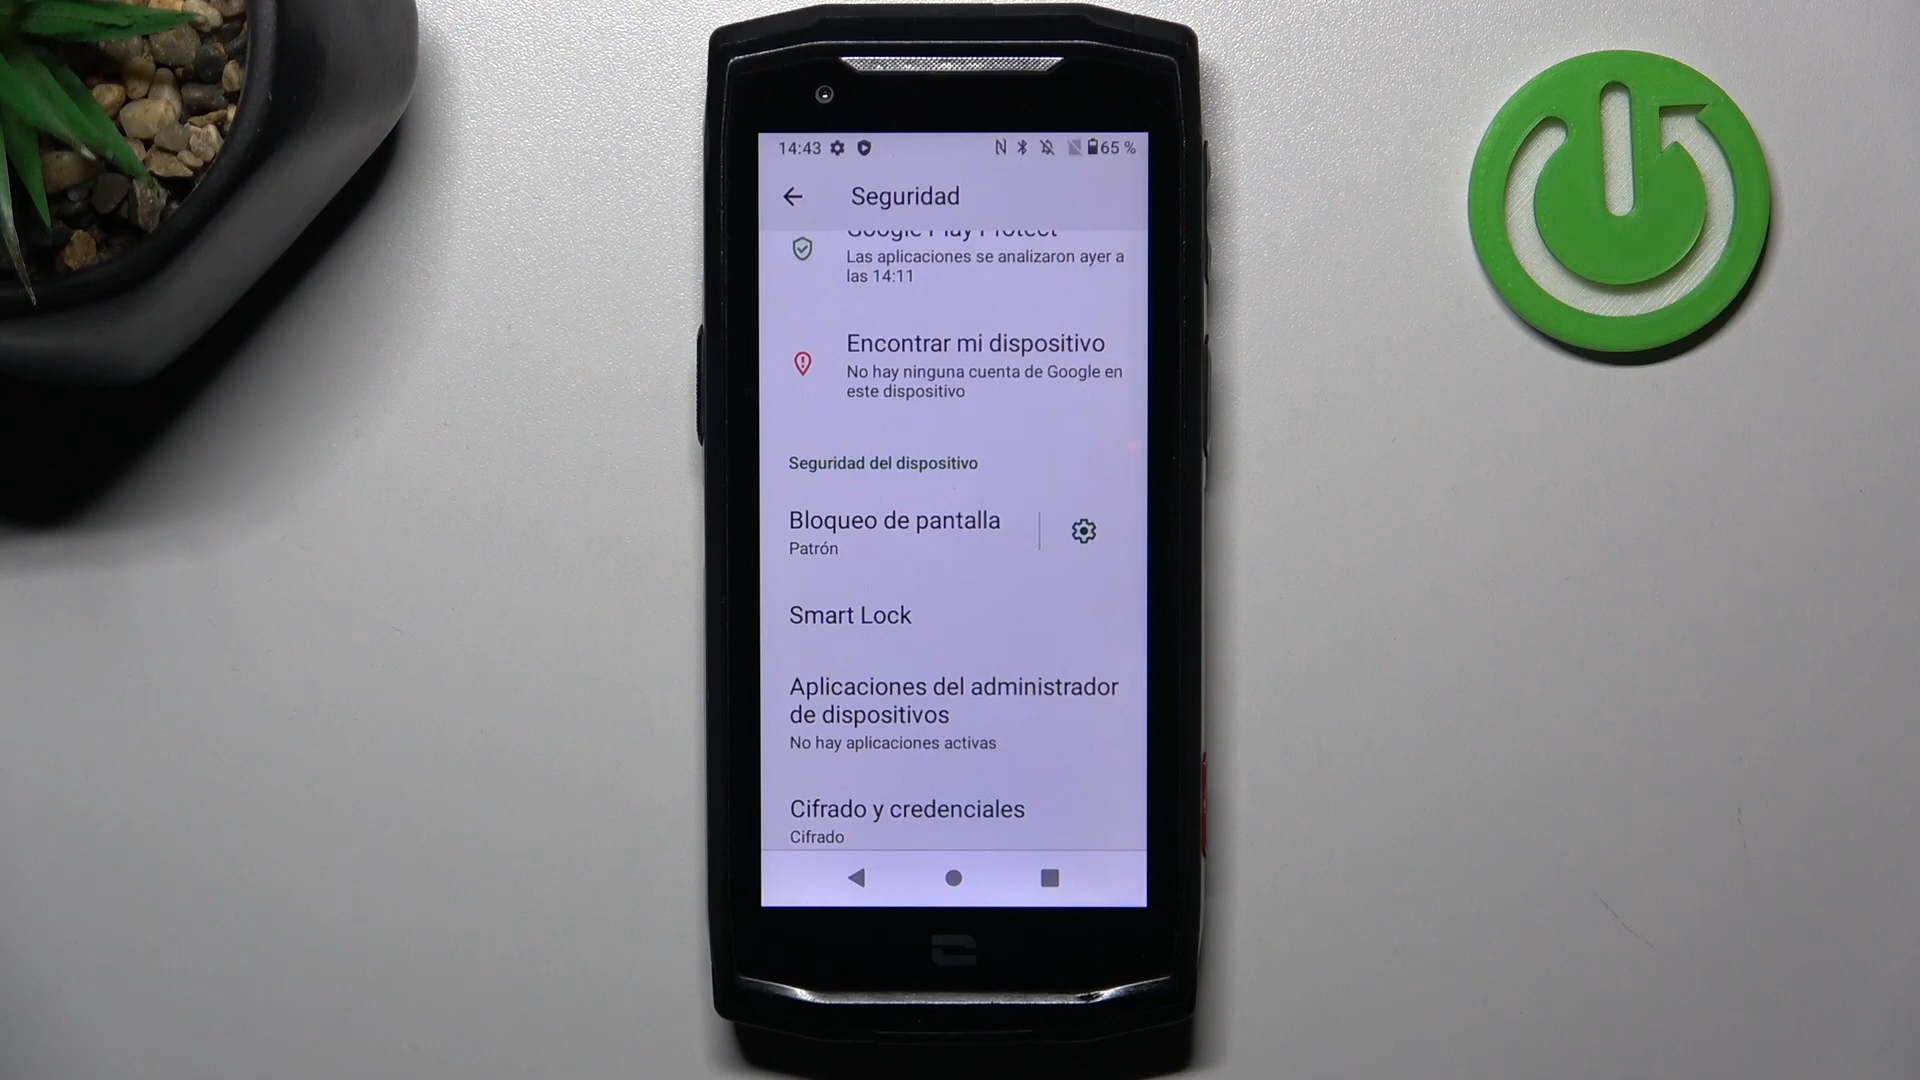 14:43
65 %
Seguridad
Google Play Protect
Las aplicaciones se analizaron ayer a
las 14:11
Encontrar mi dispositivo
No hay ninguna cuenta de Google en
este dispositivo
Seguridad del dispositivo
Bloqueo de pantalla
Patrón
Smart Lock
Aplicaciones del administrador
de dispositivos
No hay aplicaciones activas
Cifrado y credenciales
Cifrado